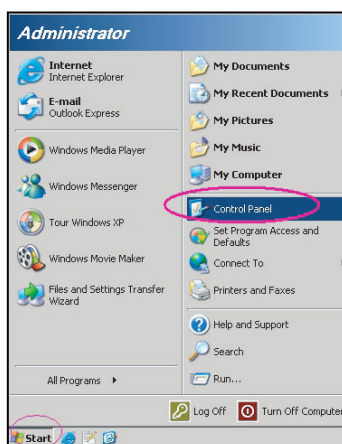 Administrator
Internet
Internet Explorer
E-mail
Outlook Express
Windows Media Player
Windows Messenger
Tour Windows XP
Windows Movie Maker
Files and Settings Transfer
Wizard
All Programs
My Documents
My Recent Documents
My Pictures
My Music
My Computer
Control Panel
Set Program Access and
Defaults
Connect To
Printers and Faxes
Help and Support
Search
Run...
Log Off
Turn Off Computer
Start